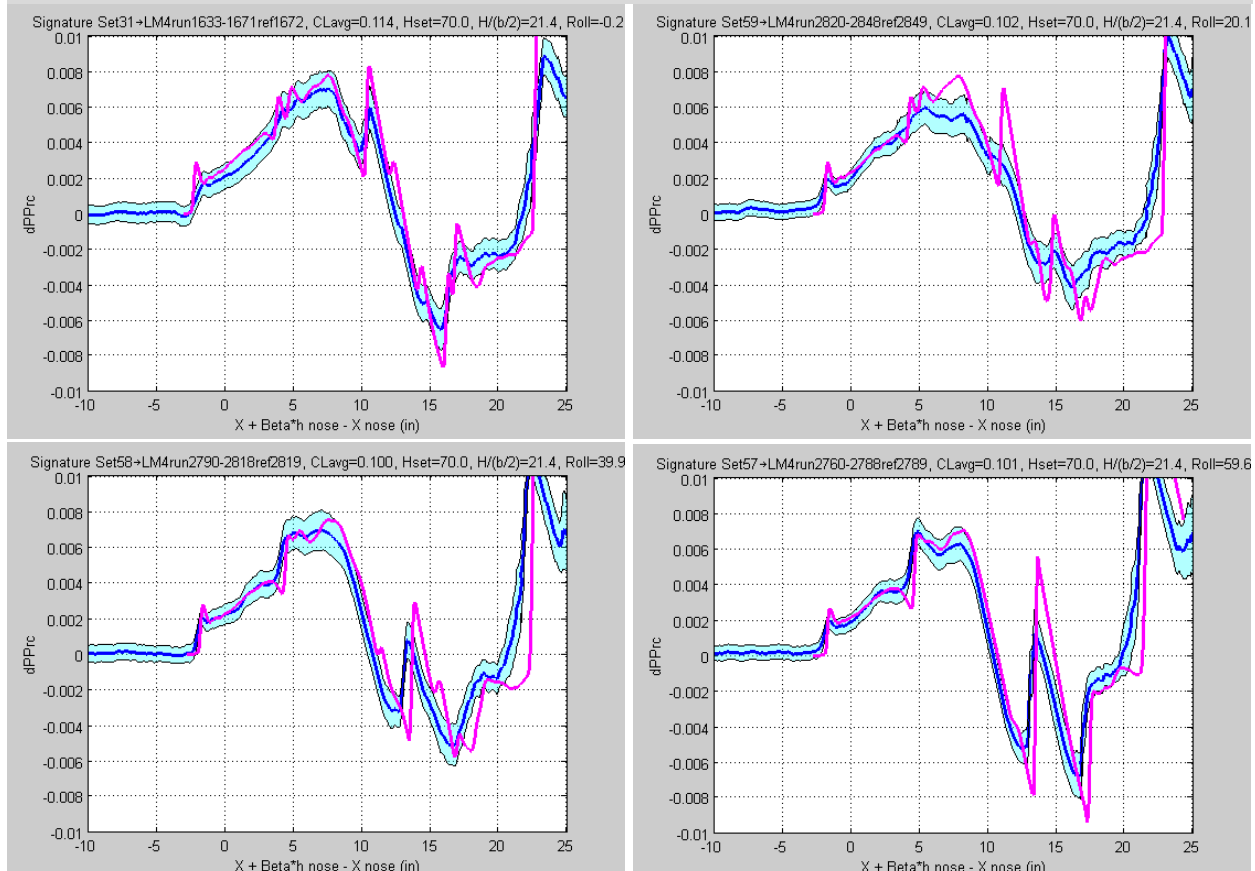 Signature Set31→LM4run1633-1671ref1672, CLavg=0.114, Hset=70.0, H/(b/2)=21.4, Roll=-0.2
0.01
0.008
0.006
0.004
0.002
0
-0.002
-0.004
-0.006
-0.008
-0.01
dPPrc
-10 -5 0 5 10 15 20 25
X + Beta*h nose - X nose (in)
Signature Set59→LM4run2820-2848ref2849, CLavg=0.102, Hset=70.0, H/(b/2)=21.4, Roll=20.1
0.01
0.008
0.006
0.004
0.002
0
-0.002
-0.004
-0.006
-0.008
-0.01
dPPrc
-10 -5 0 5 10 15 20 25
X + Beta*h nose - X nose (in)
Signature Set58→LM4run2790-2818ref2819, CLavg=0.100, Hset=70.0, H/(b/2)=21.4, Roll=39.9
0.01
0.008
0.006
0.004
0.002
0
-0.002
-0.004
-0.006
-0.008
-0.01
dPPrc
-10 -5 0 5 10 15 20 25
X + Beta*h nose - X nose (in)
Signature Set57→LM4run2760-2788ref2789, CLavg=0.101, Hset=70.0, H/(b/2)=21.4, Roll=59.6
0.01
0.008
0.006
0.004
0.002
0
-0.002
-0.004
-0.006
-0.008
-0.01
dPPrc
-10 -5 0 5 10 15 20 25
X + Beta*h nose - X nose (in)